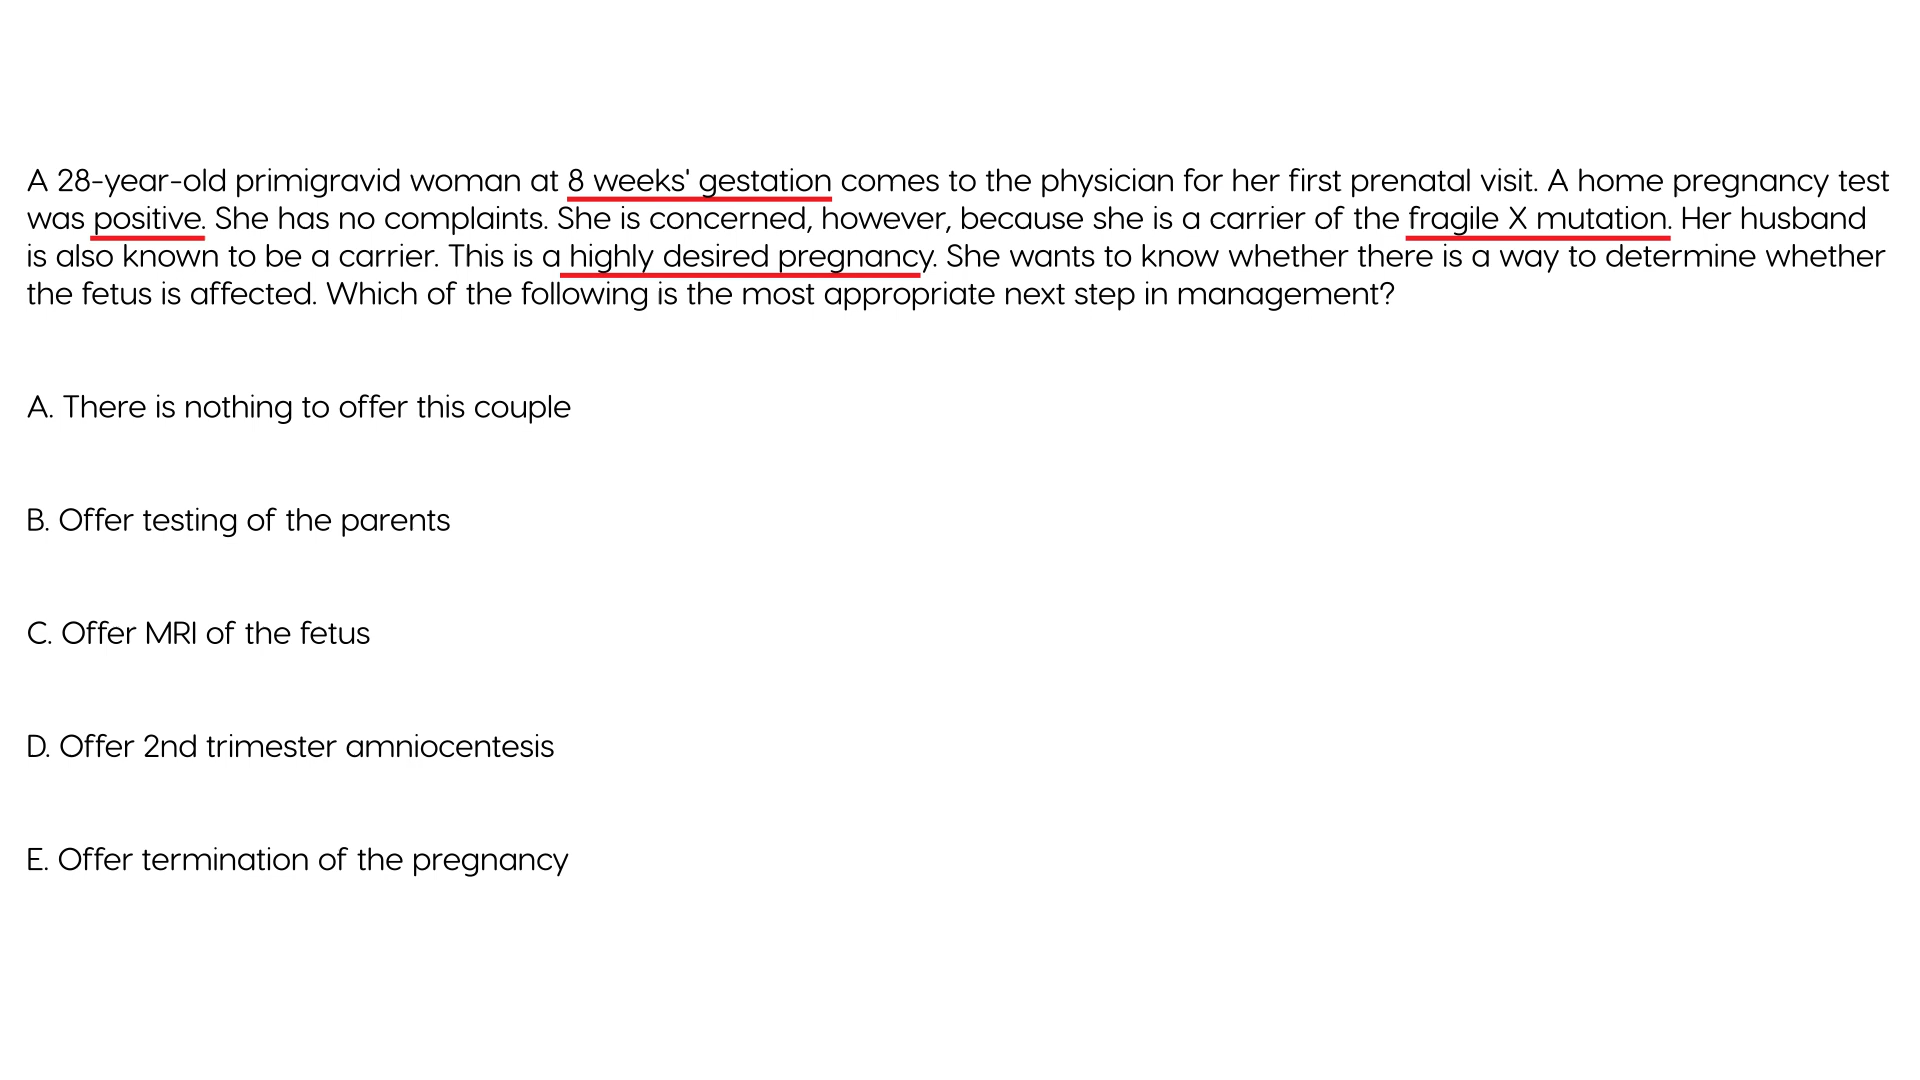 A 28-year-old primigravid woman at 8 weeks' gestation comes to the physician for her first prenatal visit. A home pregnancy test
was positive. She has no complaints. She is concerned, however, because she is a carrier of the fragile X mutation. Her husband
is also known to be a carrier. This is a highly desired pregnancy. She wants to know whether there is a way to determine whether
the fetus is affected. Which of the following is the most appropriate next step in management?
A. There is nothing to offer this couple
B. Offer testing of the parents
C. Offer MRI of the fetus
D. Offer 2nd trimester amniocentesis
E. Offer termination of the pregnancy